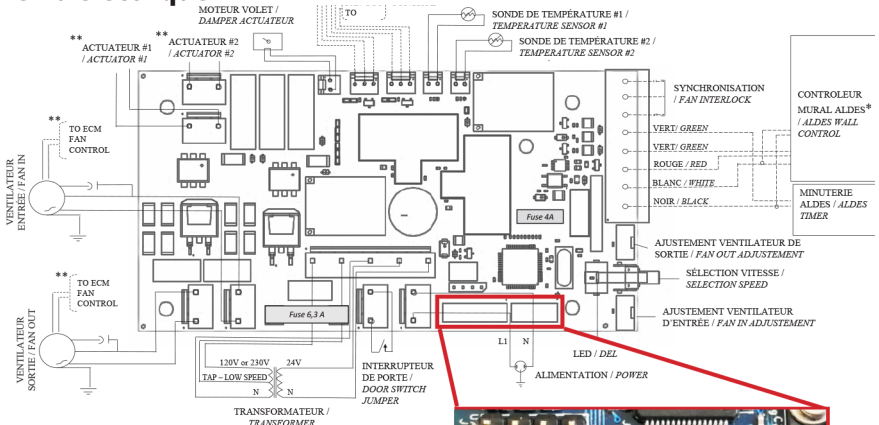 MOTEUR VOLET /
DAMPER ACTUATEUR
TO
SONDE DE TEMPÉRATURE #1 /
TEMPERATURE SENSOR #1
SONDE DE TEMPÉRATURE #2 /
TEMPERATURE SENSOR #2
** ACTUATEUR #1
/ ACTUATOR #1
** ACTUATEUR #2
/ ACTUATOR #2
**
TO ECM
FAN
CONTROL
VENTILATEUR
ENTRÉE / FAN IN
SYNCHRONISATION
/ FAN INTERLOCK
VERT/ GREEN
VERT/ GREEN
ROUGE / RED
BLANC / WHITE
NOIR / BLACK
CONTROLEUR
MURAL ALDES*
/ ALDES WALL
CONTROL
MINUTERIE
ALDES / ALDES
TIMER
Fuse 4A
AJUSTEMENT VENTILATEUR DE
SORTIE / FAN OUT ADJUSTEMENT
SÉLECTION VITESSE /
SELECTION SPEED
AJUSTEMENT VENTILATEUR
D'ENTRÉE / FAN IN ADJUSTEMENT
**
TO ECM
FAN
CONTROL
VENTILATEUR
SORTIE / FAN OUT
Fuse 6,3 A
L1 N
LED / DEL
ALIMENTATION / POWER
120V or 230V 24V
TAP – LOW SPEED
N N
INTERRUPTEUR
DE PORTE /
DOOR SWITCH
JUMPER
TRANSFORMATEUR /
TRANSFORMER